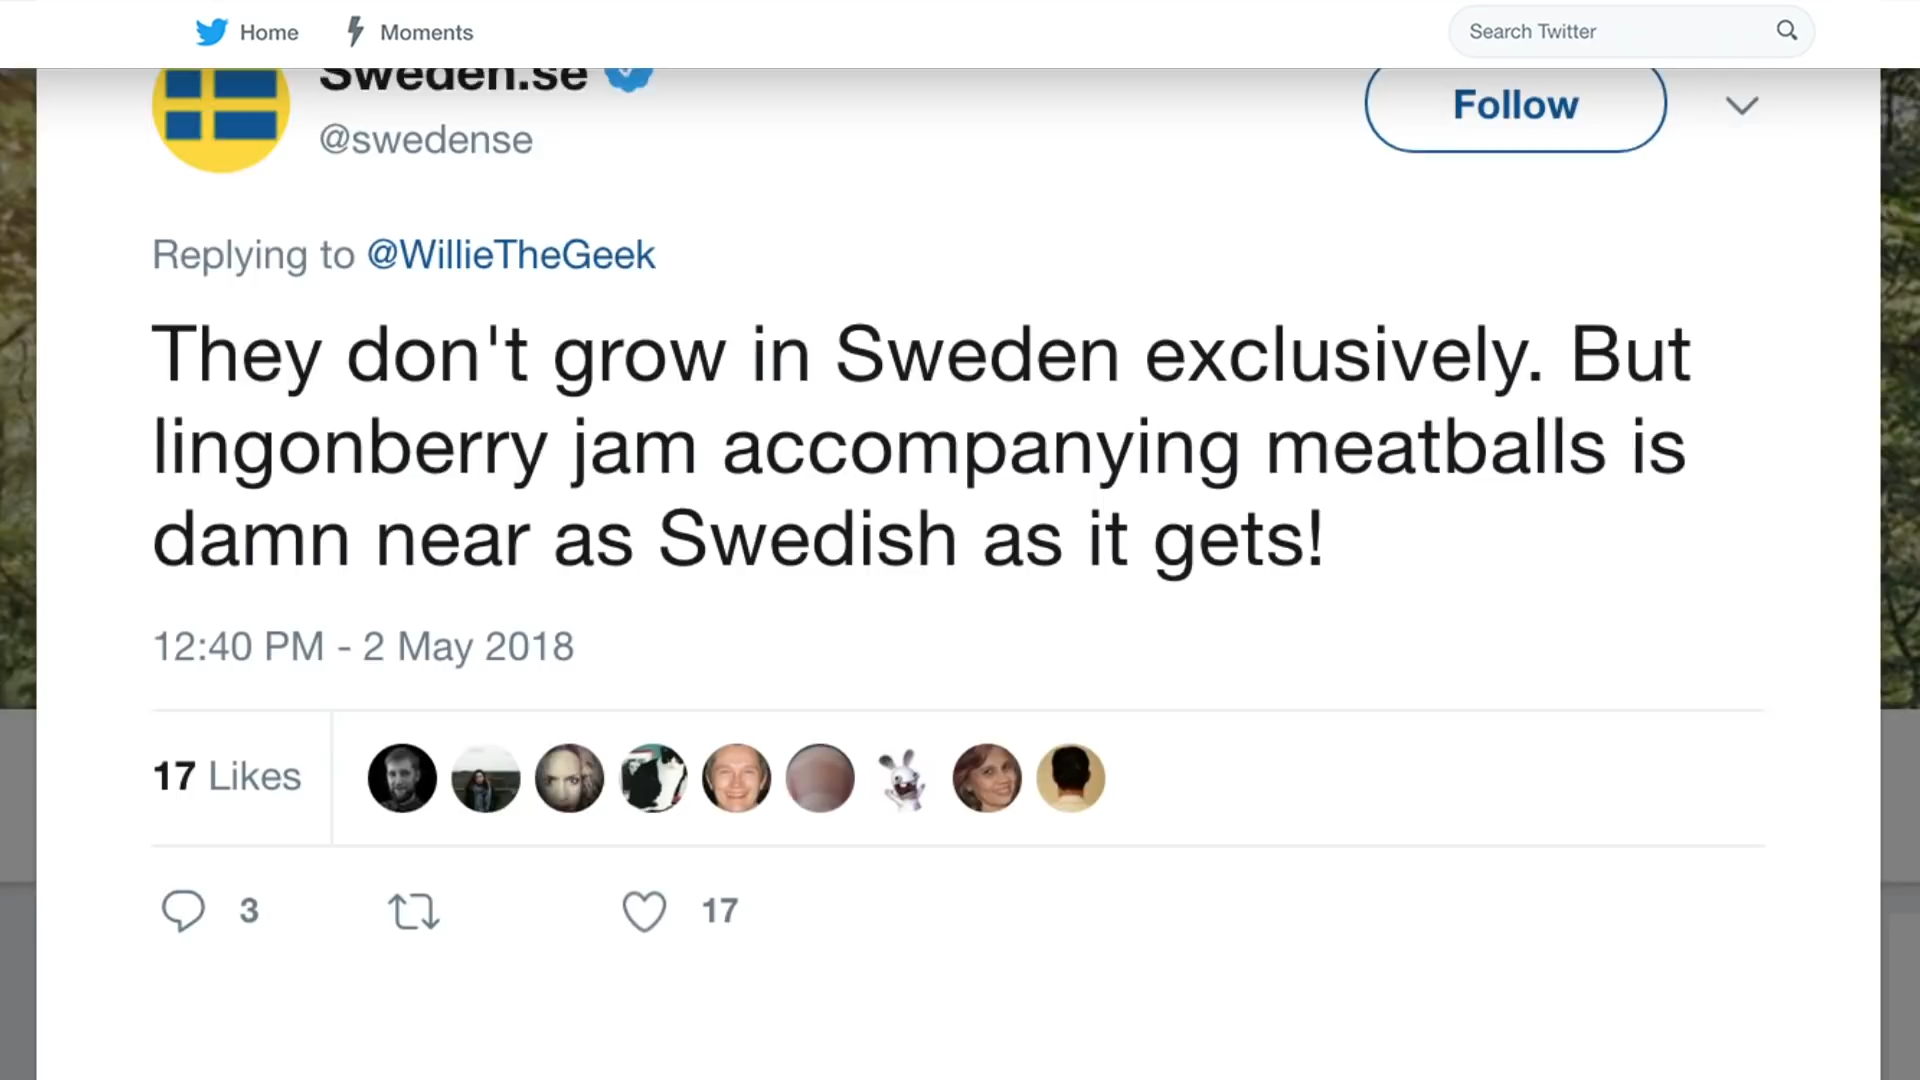 Home Moments Search Twitter
Sweden.se
@swedense
Follow
Replying to @WillieTheGeek
They don't grow in Sweden exclusively. But
lingonberry jam accompanying meatballs is
damn near as Swedish as it gets!
12:40 PM - 2 May 2018
17 Likes
3 17